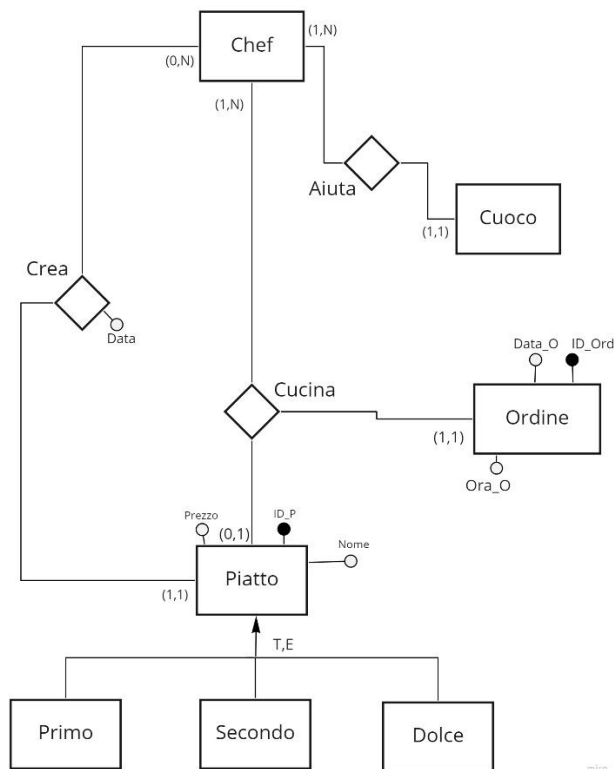 Chef
(1,N)
(0,N)
(1,N)
Aiuta
Cuoco
(1,1)
Crea
Data
Data_O
ID_Ord
Cucina
Ordine
(1,1)
Ora_O
Prezzo
ID_P
(0,1)
Nome
Piatto
(1,1)
T,E
Primo
Secondo
Dolce
miro